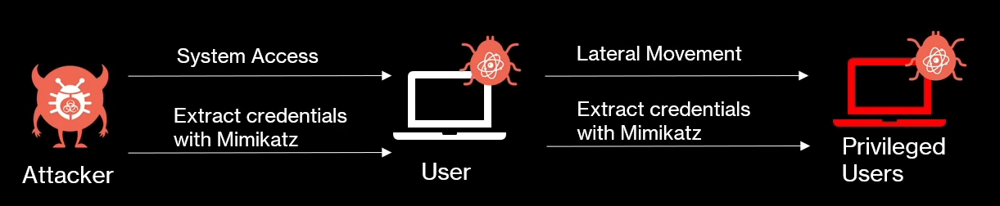 System Access
Extract credentials
with Mimikatz
Attacker
User
Lateral Movement
Extract credentials
with Mimikatz
Privileged
Users